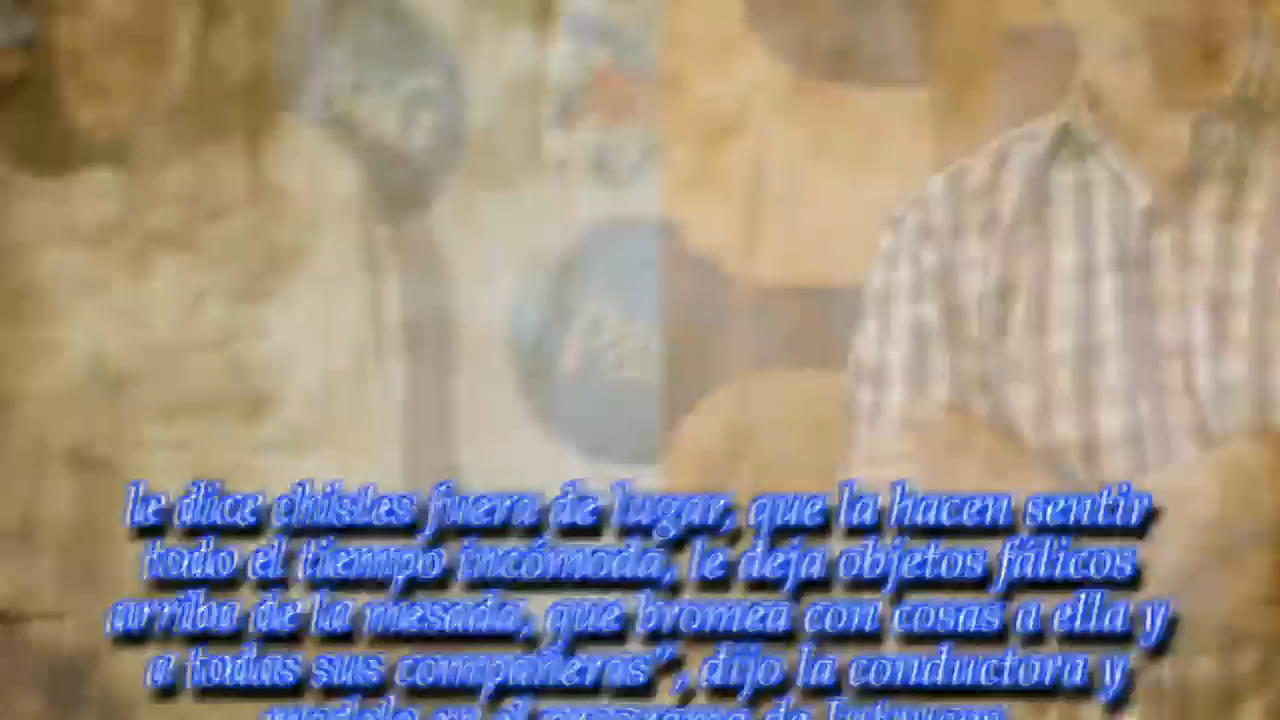 le dice chistes fuera de lugar, que la hacen sentir
todo el tiempo incómoda, le deja objetos fálicos
arriba de la mesada, que bromea con cosas a ella y
a todas sus compañeras”, dijo la conductora y